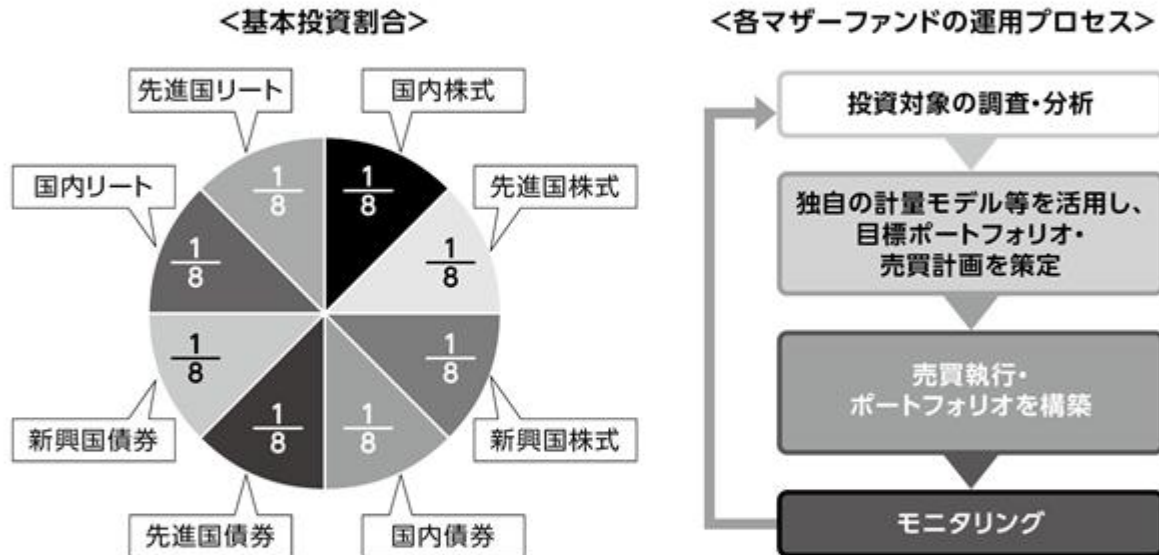 <基本投資割合>
先進国リート
国内株式
国内リート
先進国株式
1/8
1/8
1/8
1/8
1/8
1/8
1/8
1/8
新興国債券
新興国株式
先進国債券
国内債券
<各マザーファンドの運用プロセス>
投資対象の調査・分析
独自の計量モデル等を活用し、
目標ポートフォリオ・
売買計画を策定
売買執行・
ポートフォリオを構築
モニタリング